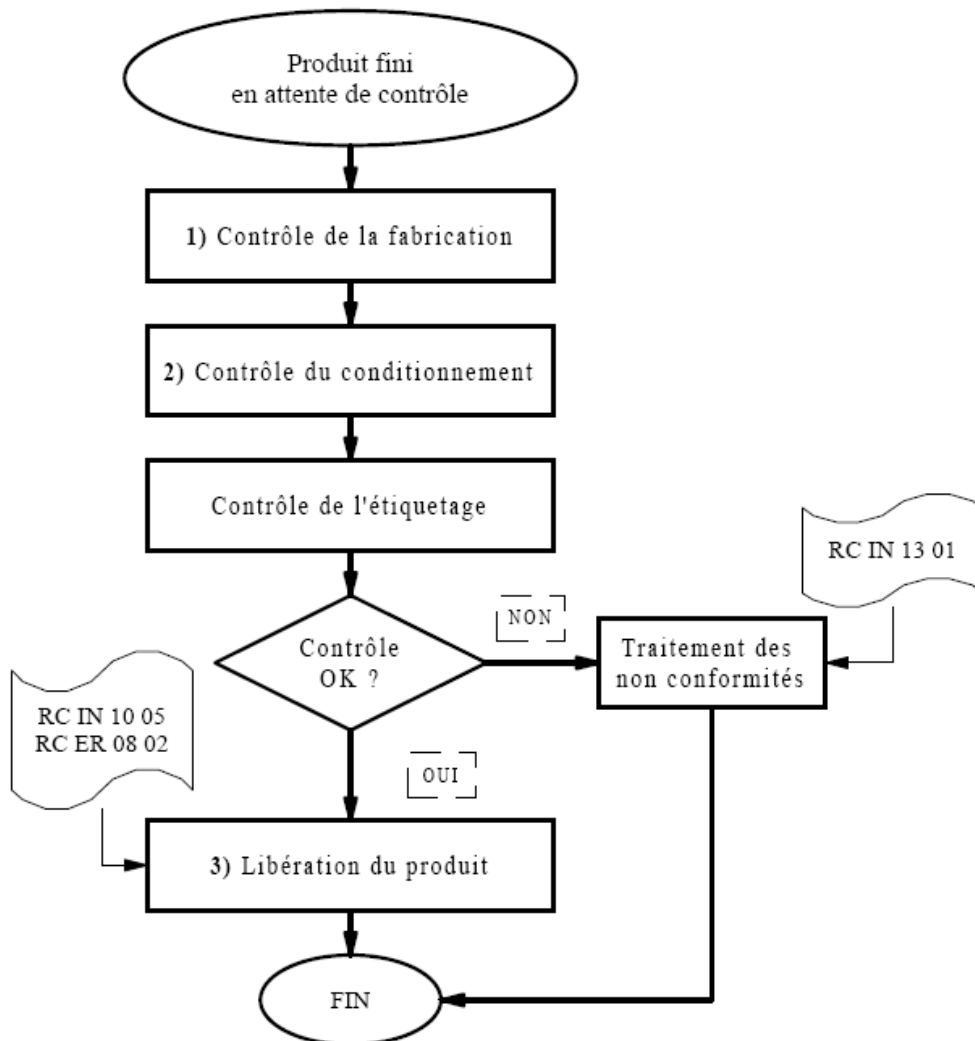 Produit fini
en attente de contrôle
1) Contrôle de la fabrication
2) Contrôle du conditionnement
Contrôle de l'étiquetage
RC IN 13 01
NON
Contrôle
OK ?
Traitement des
non conformités
RC IN 10 05
RC ER 08 02
OUI
3) Libération du produit
FIN